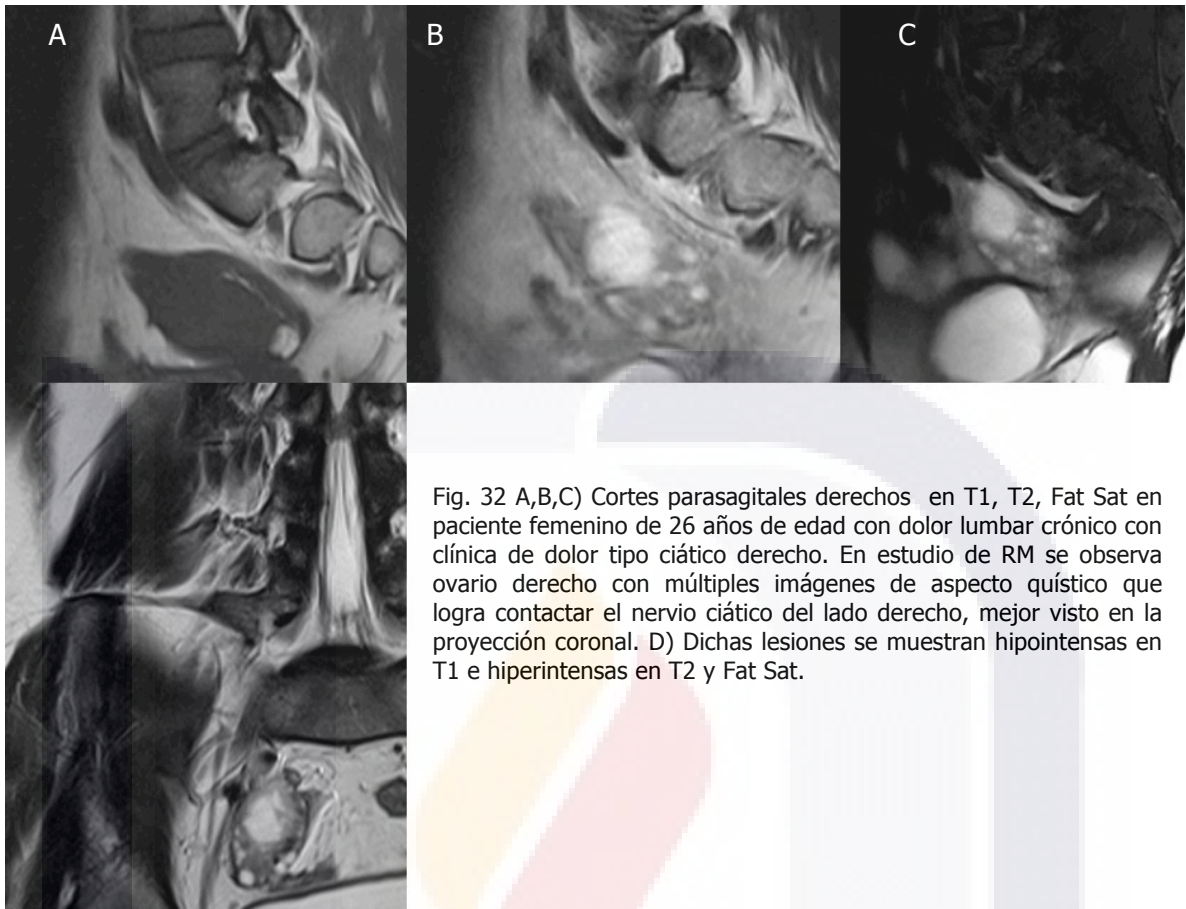 A
B
C
Fig. 32 A,B,C) Cortes parasagitales derechos en T1, T2, Fat Sat en
paciente femenino de 26 años de edad con dolor lumbar crónico con
clínica de dolor tipo ciático derecho. En estudio de RM se observa
ovario derecho con múltiples imágenes de aspecto quístico que
logra contactar el nervio ciático del lado derecho, mejor visto en la
proyección coronal. D) Dichas lesiones se muestran hipointensas en
T1 e hiperintensas en T2 y Fat Sat.